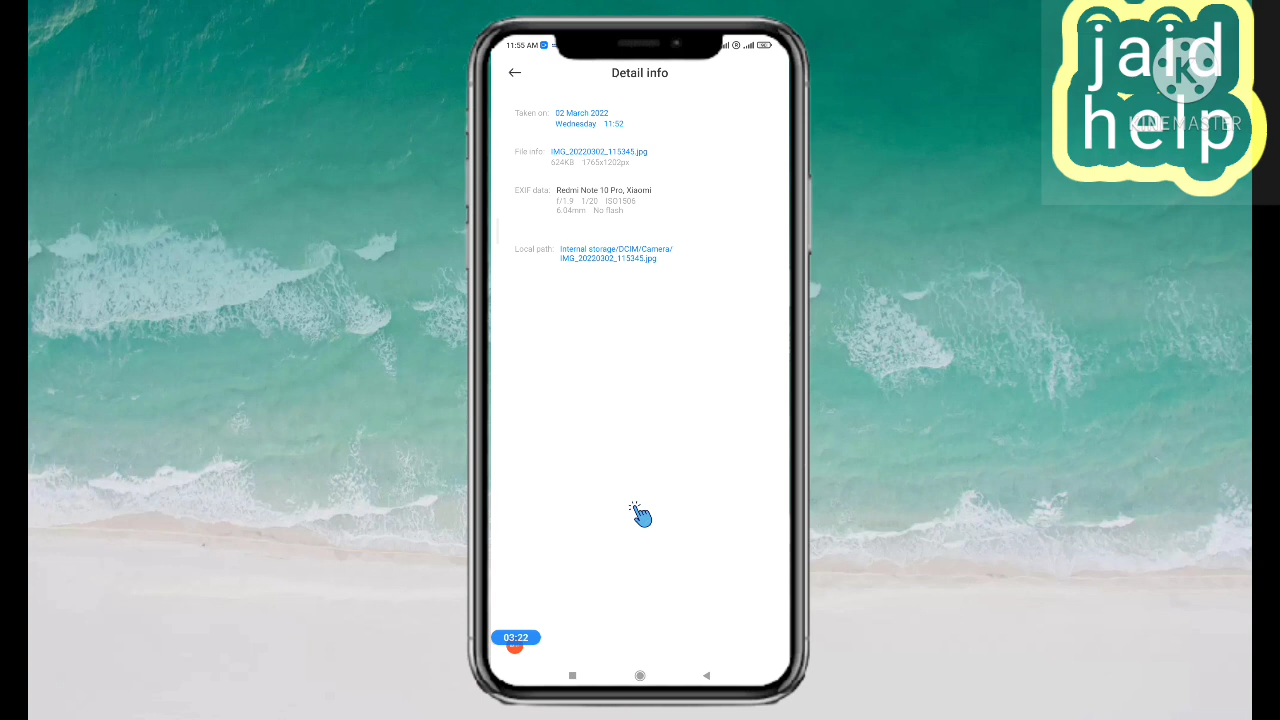 11:55 AM
Detail info
Taken on: 02 March 2022
Wednesday 11:52
File info: IMG_20220302_115345.jpg
624KB 1765x1202px
EXIF data: Redmi Note 10 Pro, Xiaomi
f/1.9 1/20 ISO1506
6.04mm No flash
Local path: Internal storage/DCIM/Camera/
IMG_20220302_115345.jpg
03:22
jaid
help
K
KINEMASTER